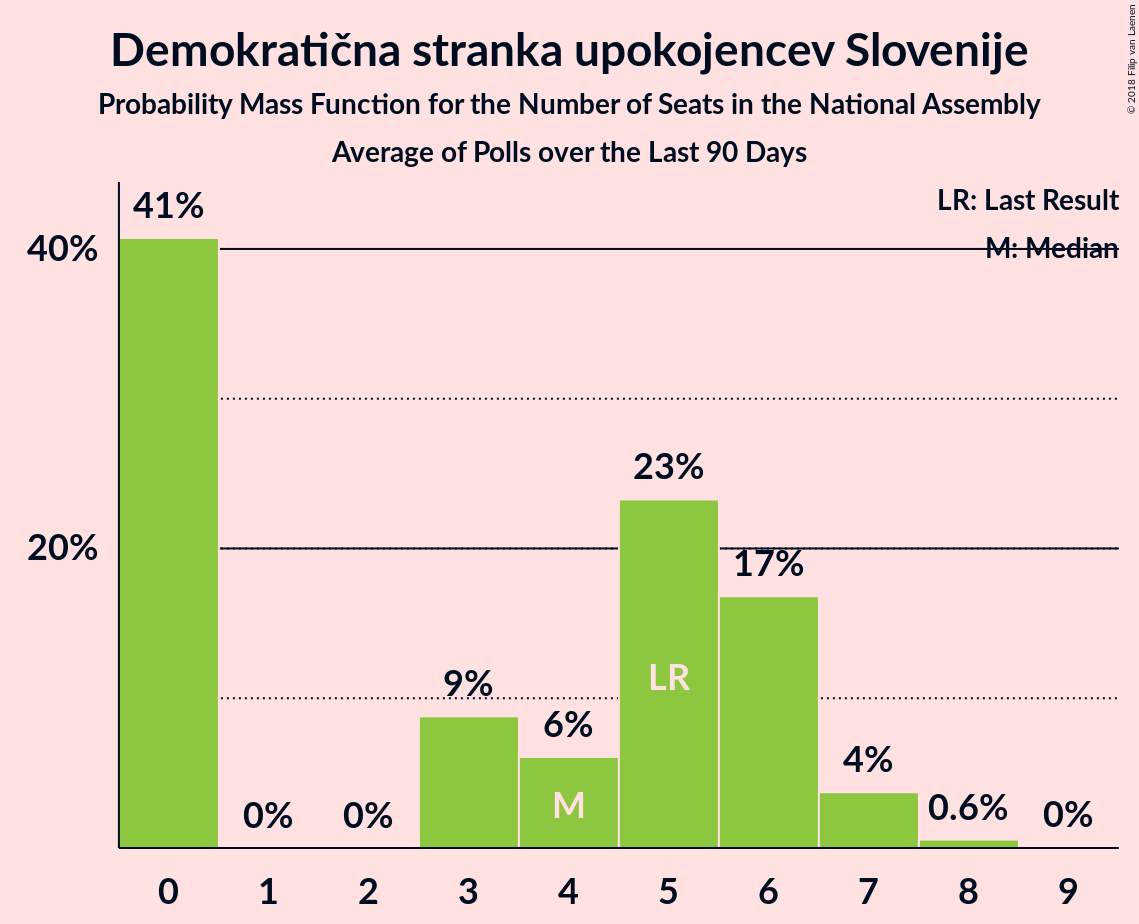 Demokratična stranka upokojencev Slovenije
Probability Mass Function for the Number of Seats in the National Assembly
Average of Polls over the Last 90 Days
© 2018 Filip van Laenen
LR: Last Result
M: Median
41%
40%
23%
20%
17%
9%
LR
6%
4%
M
0%
0%
0.6%
0%
0 1 2 3 4 5 6 7 8 9